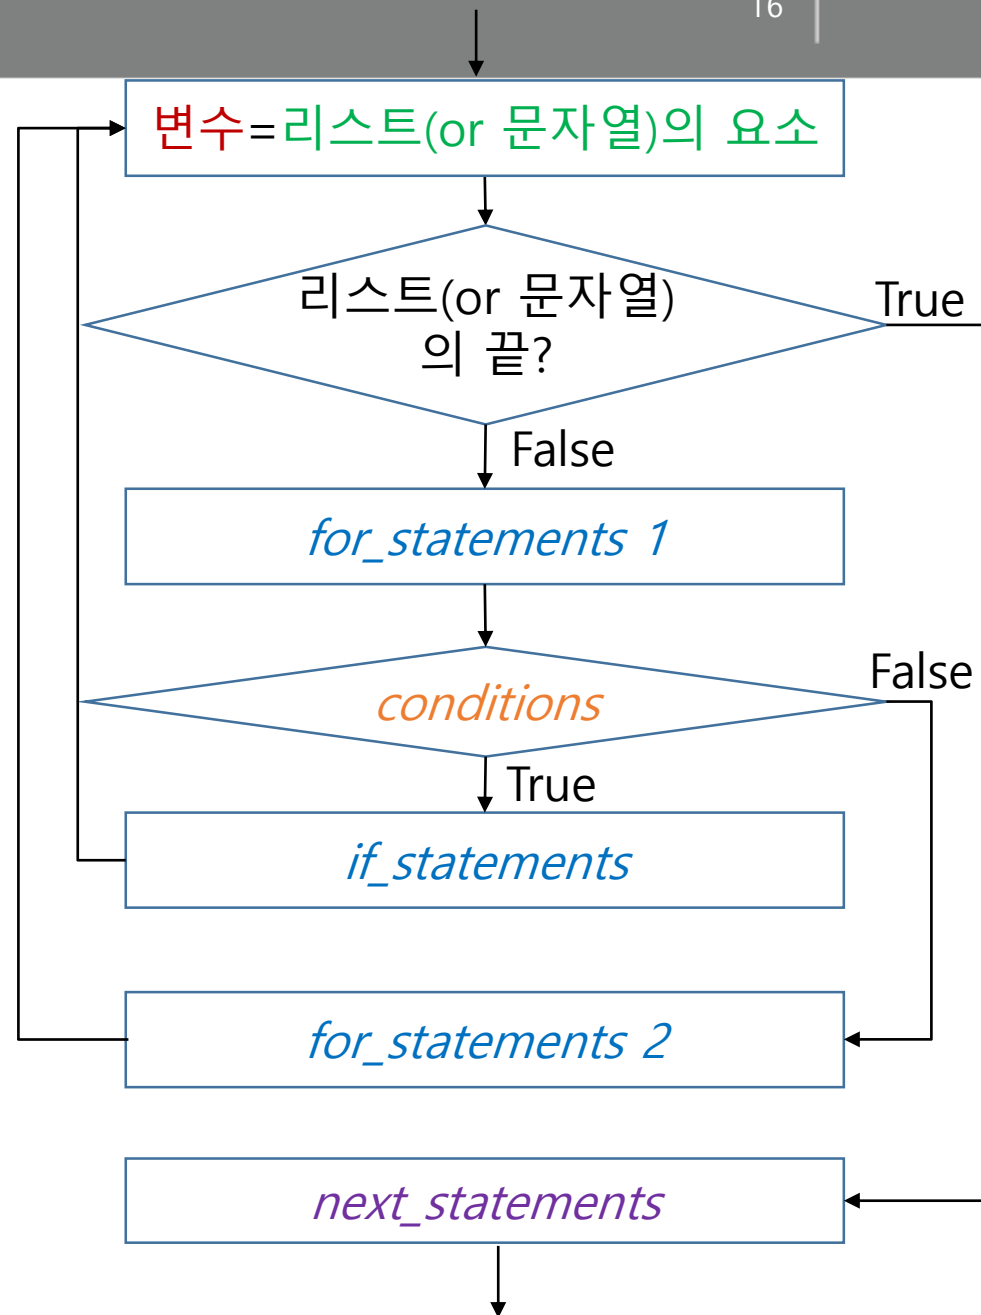 16
변수=리스트(or 문자열)의 요소
리스트(or 문자열)
의 끝?
True
False
for_statements 1
conditions
False
True
if_statements
for_statements 2
next_statements